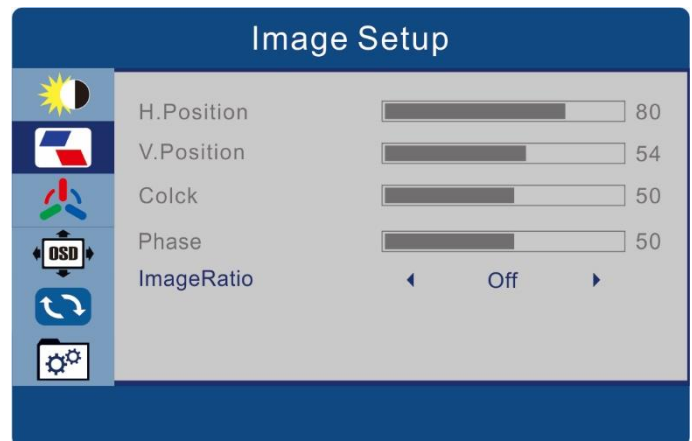 Image Setup
H.Position 80
V.Position 54
Colck 50
Phase 50
OSD
ImageRatio Off